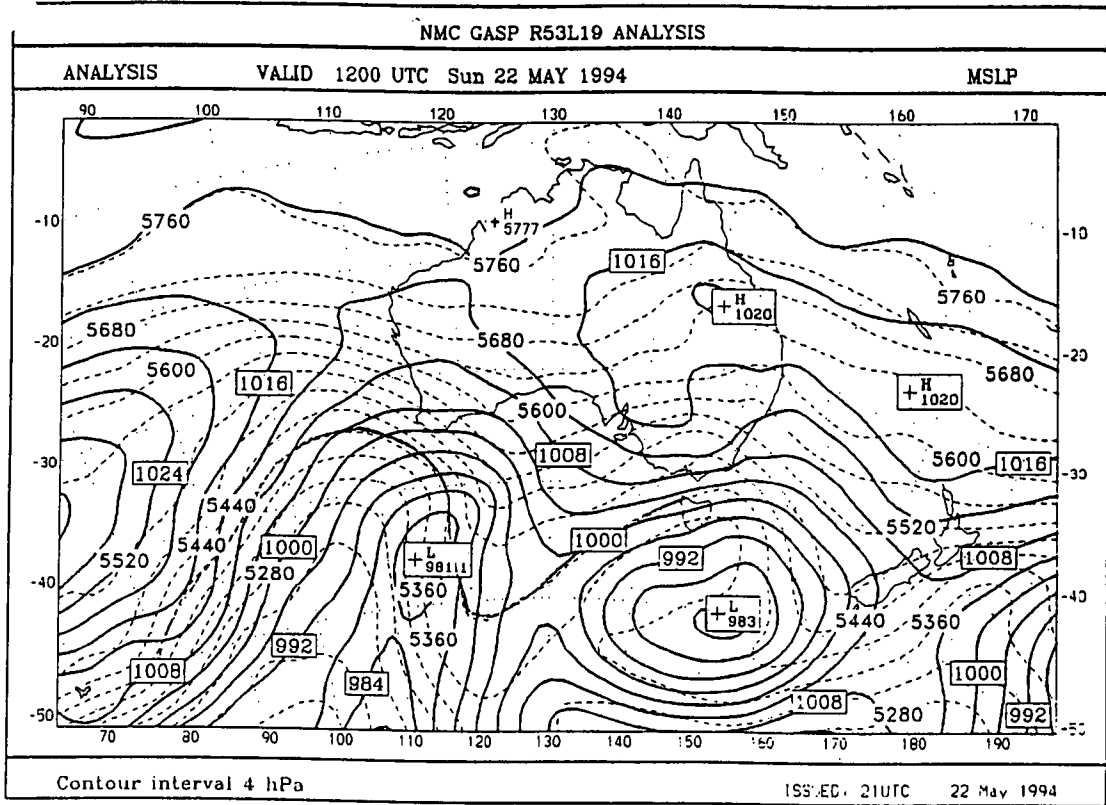 NMC GASP R53L19 ANALYSIS
ANALYSIS VALID 1200 UTC Sun 22 MAY 1994 MSLP
90 100 110 120 130 140 150 160 170
-10 5760 H 5777 -10
5760 1016
H 1020 5760
5680 -20 5680 -20
5600 1016 5680 H 1020
5600
1008 5600 1016
-30 1024 -30
5440 5520
5440 1000 1000 992 1008
5520 5280 L 98111
-40 5360 L 983 -40
992 5360 5440 5360
1008 984 1000
1008 5280 992
-50 -50
70 80 90 100 110 120 130 140 150 160 170 180 190
Contour interval 4 hPa 21UTC 22 May 1994